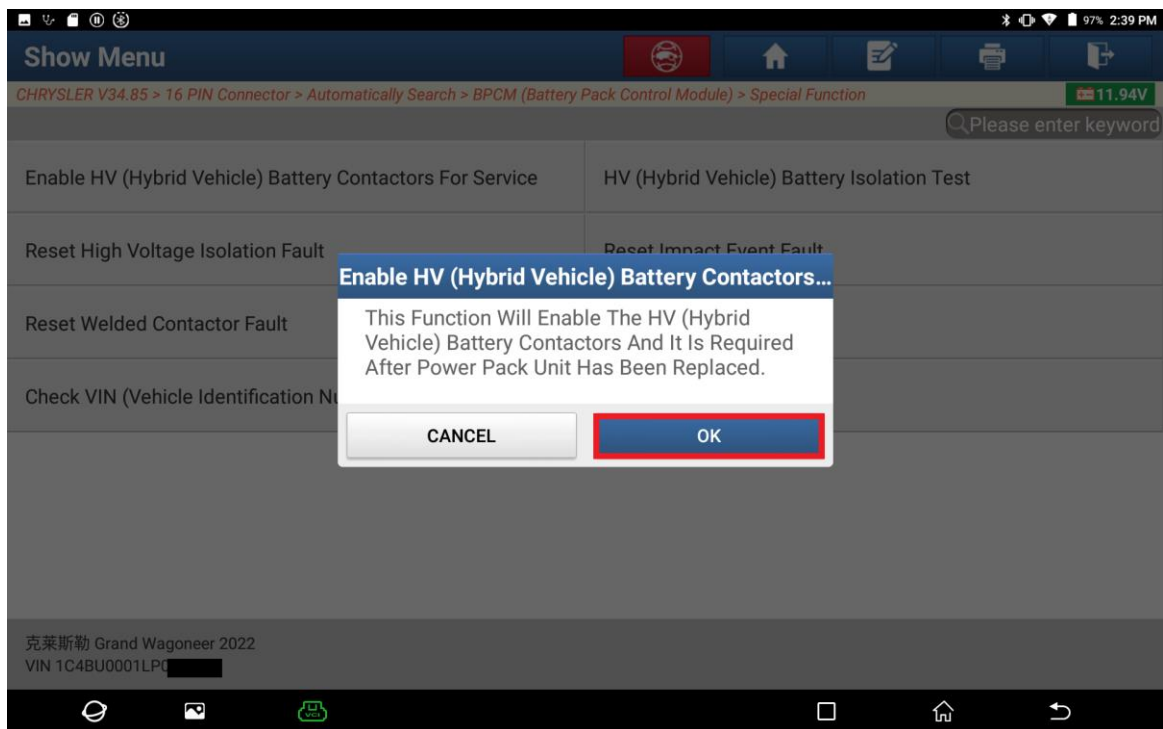 97% 2:39 PM
Show Menu
CHRYSLER V34.85 > 16 PIN Connector > Automatically Search > BPCM (Battery Pack Control Module) > Special Function
11.94V
Please enter keyword
Enable HV (Hybrid Vehicle) Battery Contactors For Service
HV (Hybrid Vehicle) Battery Isolation Test
Reset High Voltage Isolation Fault
Reset Impact Event Fault
Enable HV (Hybrid Vehicle) Battery Contactors...
Reset Welded Contactor Fault
This Function Will Enable The HV (Hybrid
Vehicle) Battery Contactors And It Is Required
After Power Pack Unit Has Been Replaced.
Check VIN (Vehicle Identification
CANCEL
OK
克莱斯勒 Grand Wagoneer 2022
VIN 1C4BU0001LP
VCI